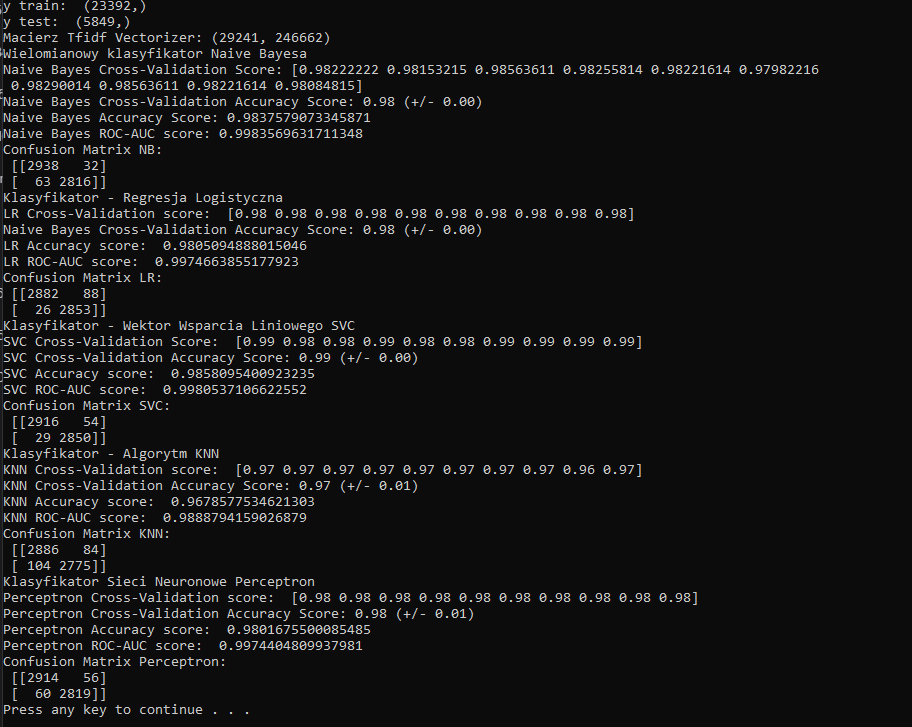 y train:  (23392,)
y test:  (5849,)
Macierz Tfidf Vectorizer: (29241, 246662)
Wielomianowy klasyfikator Naive Bayesa
Naive Bayes Cross-Validation Score: [0.98222222 0.98153215 0.98563611 0.98255814 0.98221614 0.97982216
 0.98290014 0.98563611 0.98221614 0.98084815]
Naive Bayes Cross-Validation Accuracy Score: 0.98 (+/- 0.00)
Naive Bayes Accuracy Score: 0.9837579073345871
Naive Bayes ROC-AUC score: 0.9983569631711348
Confusion Matrix NB:
 [[2938   32]
 [  63 2816]]
Klasyfikator - Regresja Logistyczna
LR Cross-Validation score:  [0.98 0.98 0.98 0.98 0.98 0.98 0.98 0.98 0.98 0.98]
Naive Bayes Cross-Validation Accuracy Score: 0.98 (+/- 0.00)
LR Accuracy score:  0.9805094888015046
LR ROC-AUC score:  0.9974663855177923
Confusion Matrix LR:
 [[2882   88]
 [  26 2853]]
Klasyfikator - Wektor Wsparcia Liniowego SVC
SVC Cross-Validation Score:  [0.99 0.98 0.98 0.99 0.98 0.98 0.99 0.99 0.99 0.99]
SVC Cross-Validation Accuracy Score: 0.99 (+/- 0.00)
SVC Accuracy score:  0.9858095400923235
SVC ROC-AUC score:  0.9980537106622552
Confusion Matrix SVC:
 [[2916   54]
 [  29 2850]]
Klasyfikator - Algorytm KNN
KNN Cross-Validation score:  [0.97 0.97 0.97 0.97 0.97 0.97 0.97 0.97 0.96 0.97]
KNN Cross-Validation Accuracy Score: 0.97 (+/- 0.01)
KNN Accuracy score:  0.9678577534621303
KNN ROC-AUC score:  0.9888794159026879
Confusion Matrix KNN:
 [[2886   84]
 [ 104 2775]]
Klasyfikator Sieci Neuronowe Perceptron
Perceptron Cross-Validation score:  [0.98 0.98 0.98 0.98 0.98 0.98 0.98 0.98 0.98 0.98]
Perceptron Cross-Validation Accuracy Score: 0.98 (+/- 0.01)
Perceptron Accuracy score:  0.9801675500085485
Perceptron ROC-AUC score:  0.9974404809937981
Confusion Matrix Perceptron:
 [[2914   56]
 [  60 2819]]
Press any key to continue . . .